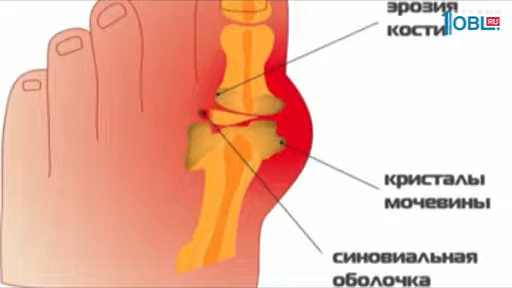 эрозия
кости
1OBL.RU
кристалы
мочевины
синовиальная
оболочка